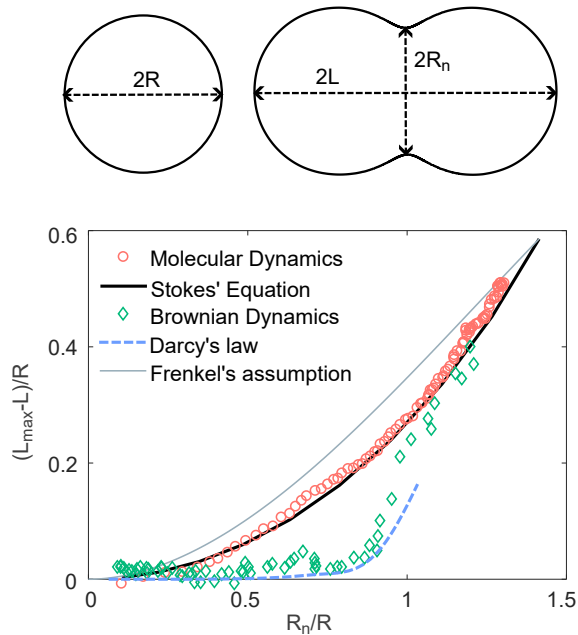 2R
2L
2Rn
0.6
0.4
0.2
0
(Lmax-L)/R
Molecular Dynamics
Stokes' Equation
Brownian Dynamics
Darcy's law
Frenkel's assumption
0
0.5
1
1.5
Rn/R